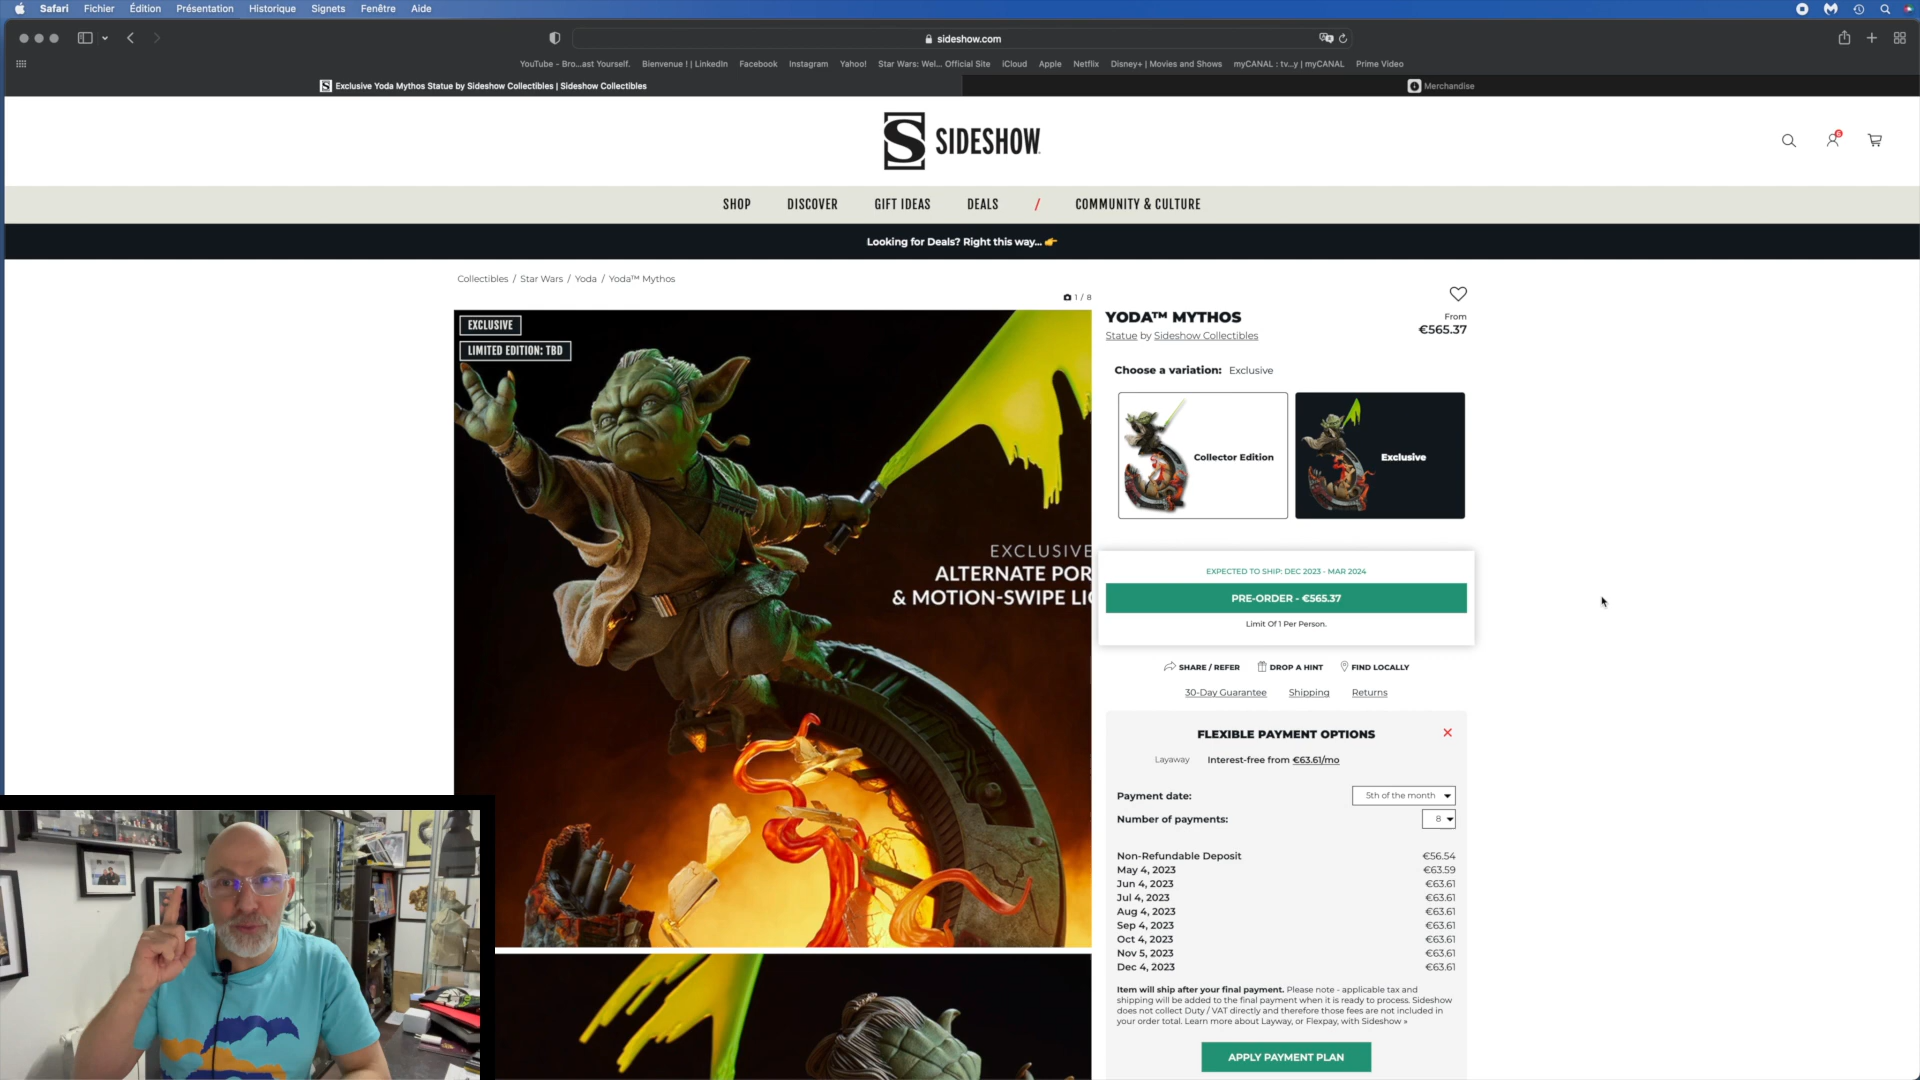 Safari Fichier Édition Présentation Historique Signets Fenêtre Aide
sideshow.com
YouTube - Bro...ast Yourself. Bienvenue ! | LinkedIn Facebook Instagram Yahoo! Star Wars: Wel... Official Site iCloud Apple Netflix Disney+ | Movies and Shows myCANAL : tv...y | myCANAL Prime Video
Exclusive Yoda Mythos Statue by Sideshow Collectibles | Sideshow Collectibles
Merchandise
S SIDESHOW
6
SHOP DISCOVER GIFT IDEAS DEALS / COMMUNITY & CULTURE
Looking for Deals? Right this way... 👉
Collectibles / Star Wars / Yoda / Yoda™ Mythos
1 / 8
EXCLUSIVE
LIMITED EDITION: TBD
EXCLUSIVE
ALTERNATE POR
& MOTION-SWIPE LI
YODA™ MYTHOS
Statue by Sideshow Collectibles
From
€565.37
Choose a variation: Exclusive
Collector Edition
Exclusive
EXPECTED TO SHIP: DEC 2023 - MAR 2024
PRE-ORDER - €565.37
Limit Of 1 Per Person.
SHARE / REFER DROP A HINT FIND LOCALLY
30-Day Guarantee Shipping Returns
FLEXIBLE PAYMENT OPTIONS
Layaway Interest-free from €63.61/mo
Payment date: 5th of the month
Number of payments: 8
Non-Refundable Deposit €56.54
May 4, 2023 €63.59
Jun 4, 2023 €63.61
Jul 4, 2023 €63.61
Aug 4, 2023 €63.61
Sep 4, 2023 €63.61
Oct 4, 2023 €63.61
Nov 5, 2023 €63.61
Dec 4, 2023 €63.61
Item will ship after your final payment. Please note - applicable tax and
shipping will be added to the final payment when it is ready to process. Sideshow
does not collect Duty / VAT directly and therefore those fees are not included in
your order total. Learn more about Layway, or Flexpay, with Sideshow »
APPLY PAYMENT PLAN